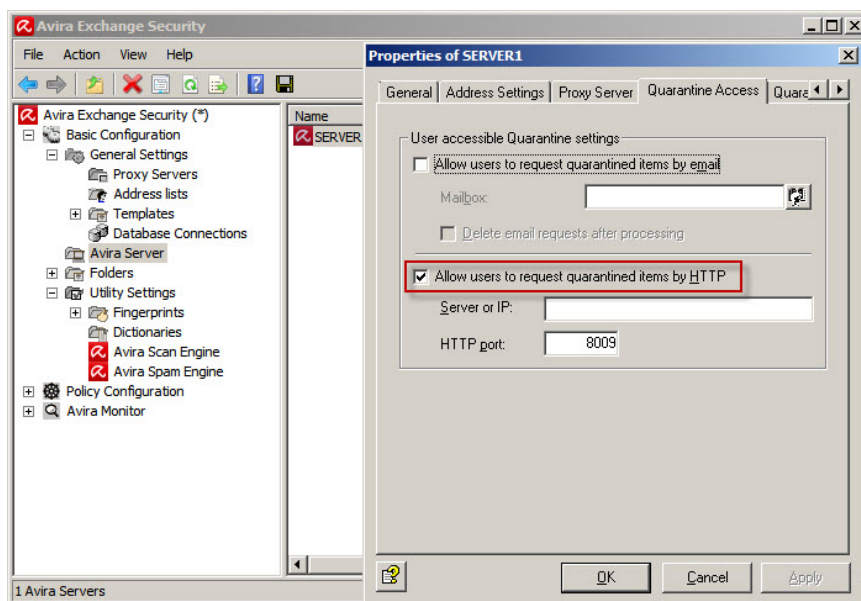 Avira Exchange Security
File Action View Help
Avira Exchange Security (*)
Basic Configuration
General Settings
Proxy Servers
Address lists
Templates
Database Connections
Avira Server
Folders
Utility Settings
Fingerprints
Dictionaries
Avira Scan Engine
Avira Spam Engine
Policy Configuration
Avira Monitor
Name
SERVER
1 Avira Servers
Properties of SERVER1
General Address Settings Proxy Server Quarantine Access Quara
User accessible Quarantine settings
Allow users to request quarantined items by email
Mailbox:
Delete email requests after processing
Allow users to request quarantined items by HTTP
Server or IP:
HTTP port: 8009
OK Cancel Apply